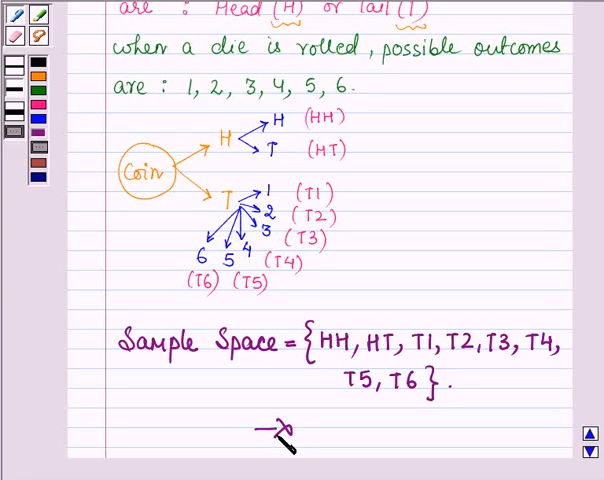 are : Head (H) or Tail (T)
when a die is rolled, possible outcomes
are : 1, 2, 3, 4, 5, 6.
H (HH)
H
T (HT)
Coin
T 1 (T1)
2 (T2)
3 (T3)
6 5 4 (T4)
(T6) (T5)
Sample Space = {HH, HT, T1, T2, T3, T4,
T5, T6}.